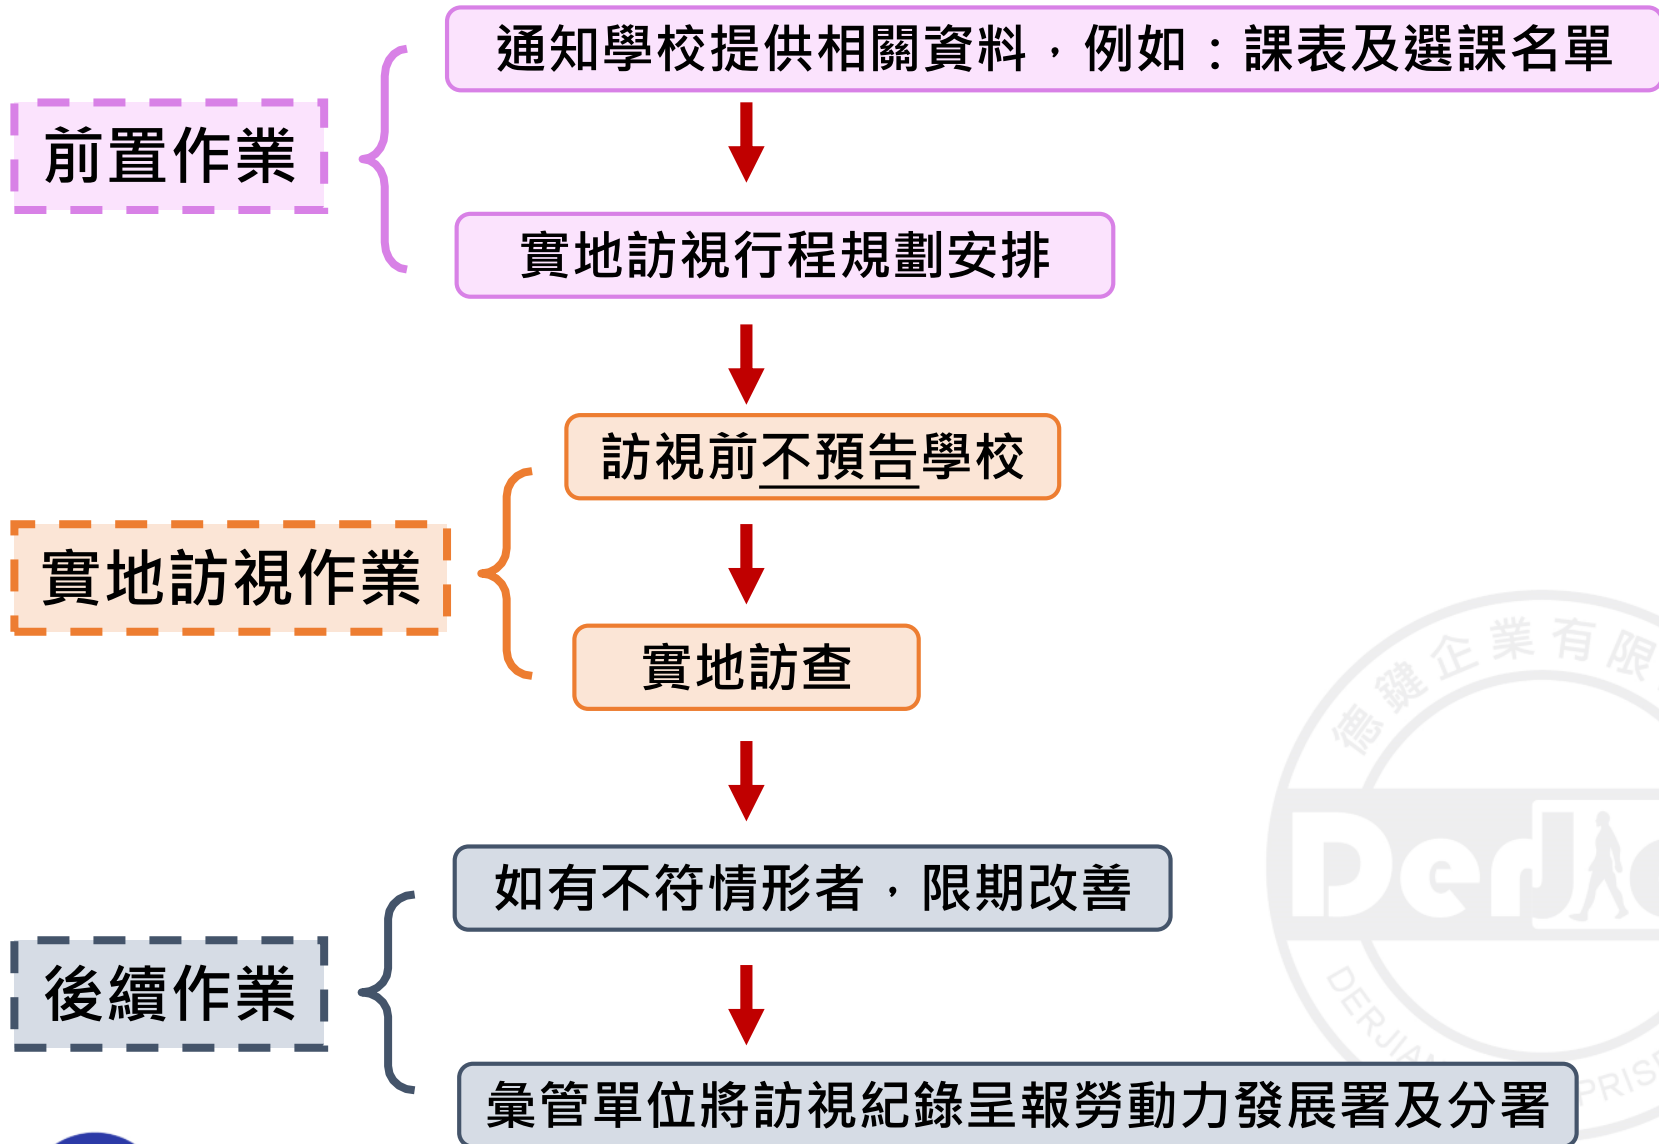 前置作業
通知學校提供相關資料，例如：課表及選課名單
實地訪視行程規劃安排
實地訪視作業
訪視前不預告學校
實地訪查
後續作業
如有不符情形者，限期改善
彙管單位將訪視紀錄呈報勞動力發展署及分署
德鍵企業有限
DerJ
DERJIA
PRIS